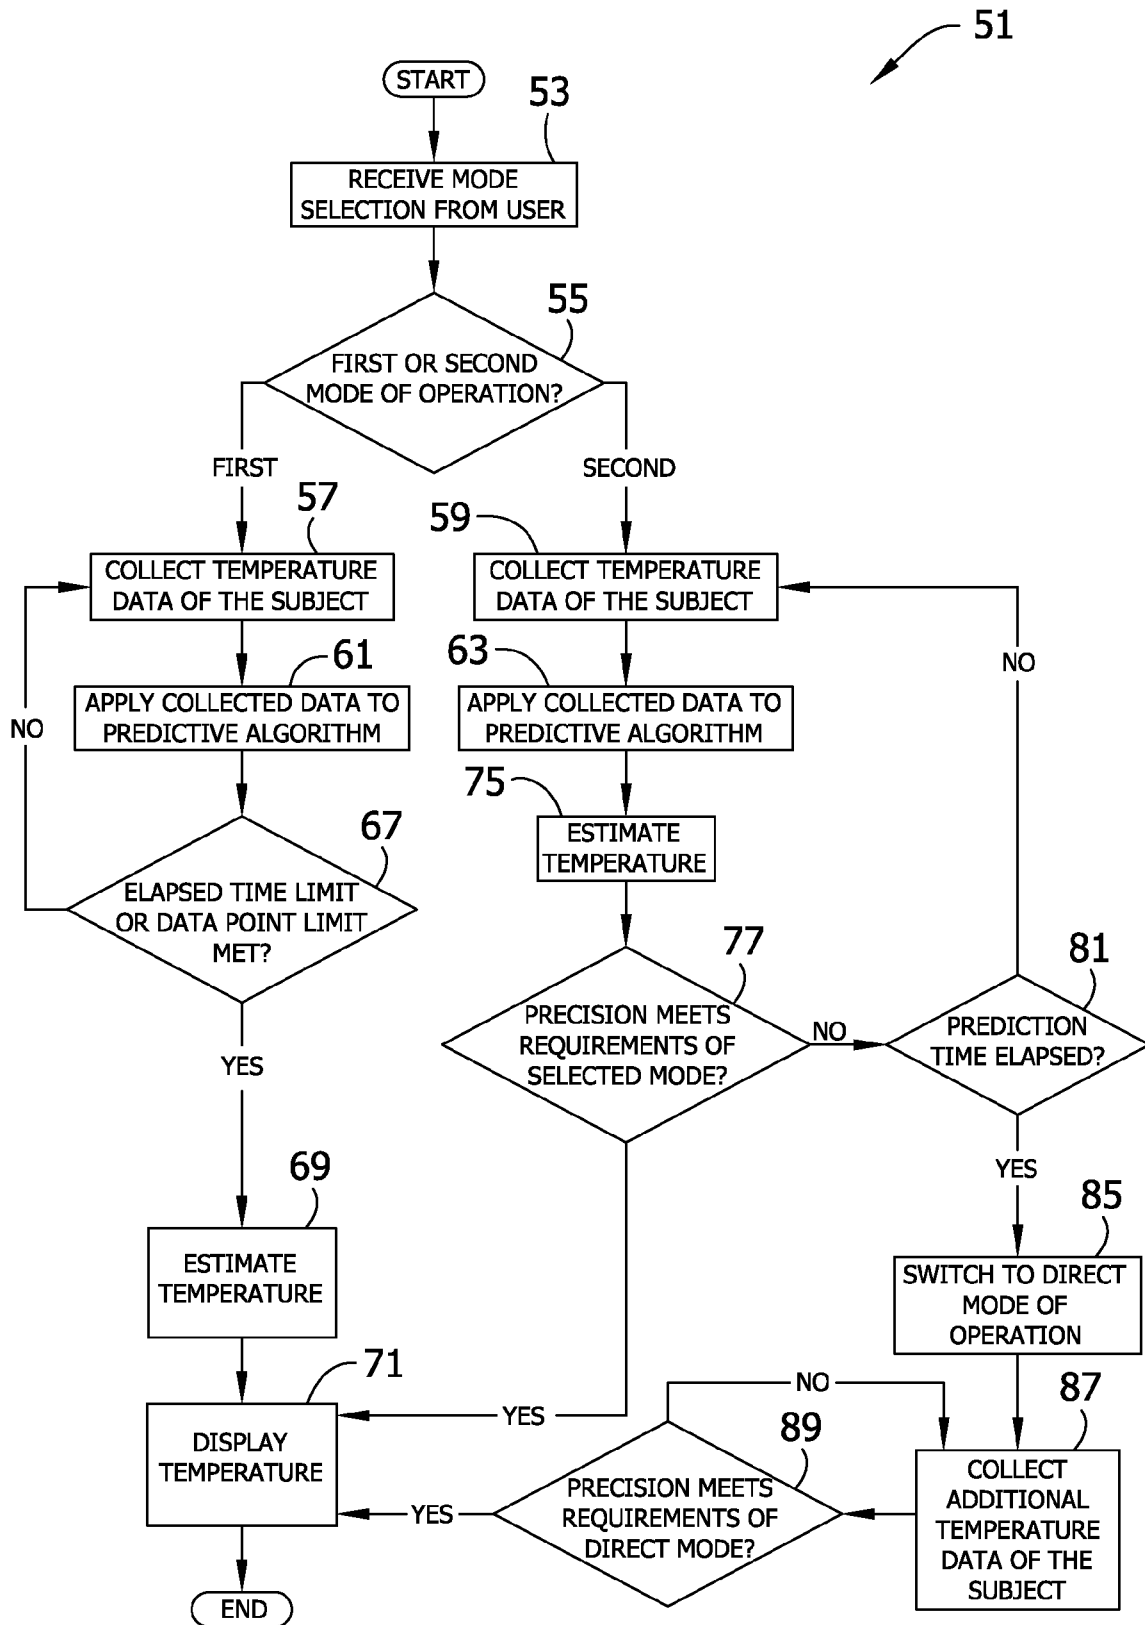 51
START
53
RECEIVE MODE
SELECTION FROM USER
55
FIRST OR SECOND
MODE OF OPERATION?
FIRST
SECOND
57
COLLECT TEMPERATURE
DATA OF THE SUBJECT
59
COLLECT TEMPERATURE
DATA OF THE SUBJECT
61
APPLY COLLECTED DATA TO
PREDICTIVE ALGORITHM
63
APPLY COLLECTED DATA TO
PREDICTIVE ALGORITHM
NO
NO
67
ELAPSED TIME LIMIT
OR DATA POINT LIMIT
MET?
75
ESTIMATE
TEMPERATURE
77
PRECISION MEETS
REQUIREMENTS OF
SELECTED MODE?
NO
81
PREDICTION
TIME ELAPSED?
YES
YES
69
ESTIMATE
TEMPERATURE
85
SWITCH TO DIRECT
MODE OF
OPERATION
71
DISPLAY
TEMPERATURE
YES
NO
87
COLLECT
ADDITIONAL
TEMPERATURE
DATA OF THE
SUBJECT
89
PRECISION MEETS
REQUIREMENTS OF
DIRECT MODE?
YES
END